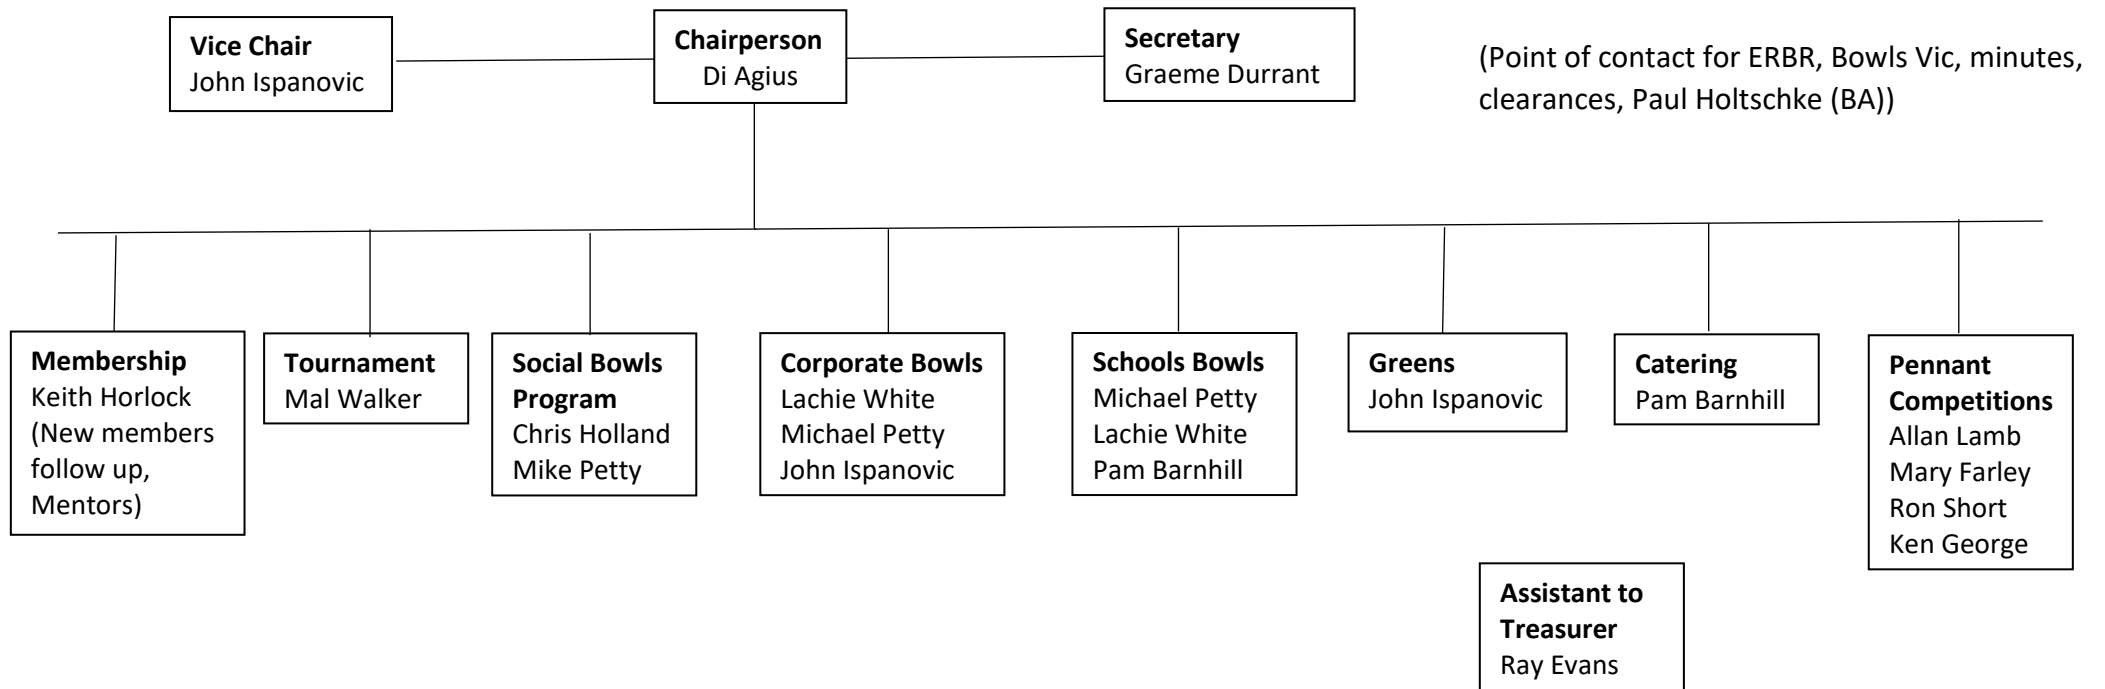 Vice Chair
John Ispanovic
Chairperson
Di Agius
Secretary
Graeme Durrant
(Point of contact for ERBR, Bowls Vic, minutes,
clearances, Paul Holtschke (BA))
Membership
Keith Horlock
(New members
follow up,
Mentors)
Tournament
Mal Walker
Social Bowls
Program
Chris Holland
Mike Petty
Corporate Bowls
Lachie White
Michael Petty
John Ispanovic
Schools Bowls
Michael Petty
Lachie White
Pam Barnhill
Greens
John Ispanovic
Catering
Pam Barnhill
Pennant
Competitions
Allan Lamb
Mary Farley
Ron Short
Ken George
Assistant to
Treasurer
Ray Evans